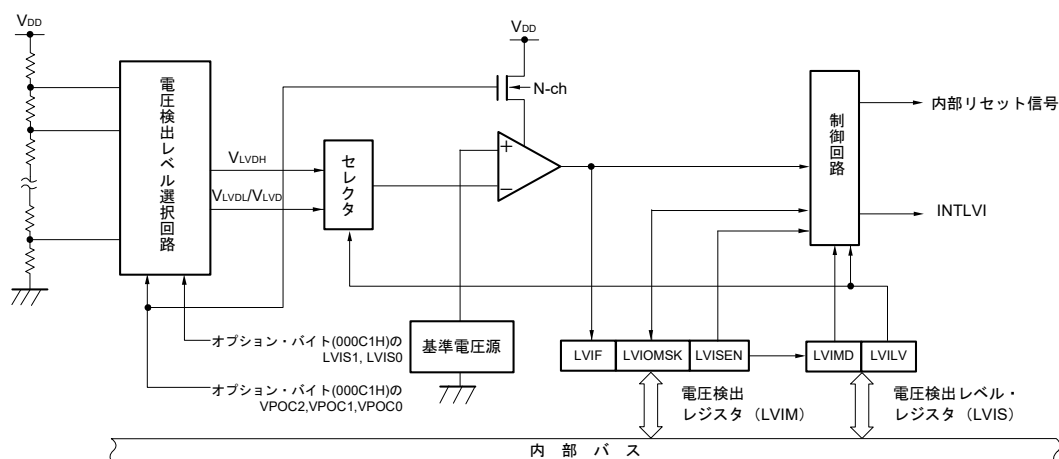 VDD
VDD
N-ch
電圧検出レベル選択回路
VLVDH
VLVDL/VLVD
セレクタ
+
−
制御回路
内部リセット信号
INTLVI
オプション・バイト(000C1H)の
LVIS1, LVIS0
オプション・バイト(000C1H)の
VPOC2,VPOC1,VPOC0
基準電圧源
LVIF
LVIOMSK
LVISEN
LVIMD
LVILV
電圧検出
レジスタ（LVIM）
電圧検出レベル・
レジスタ（LVIS）
内 部 バ ス